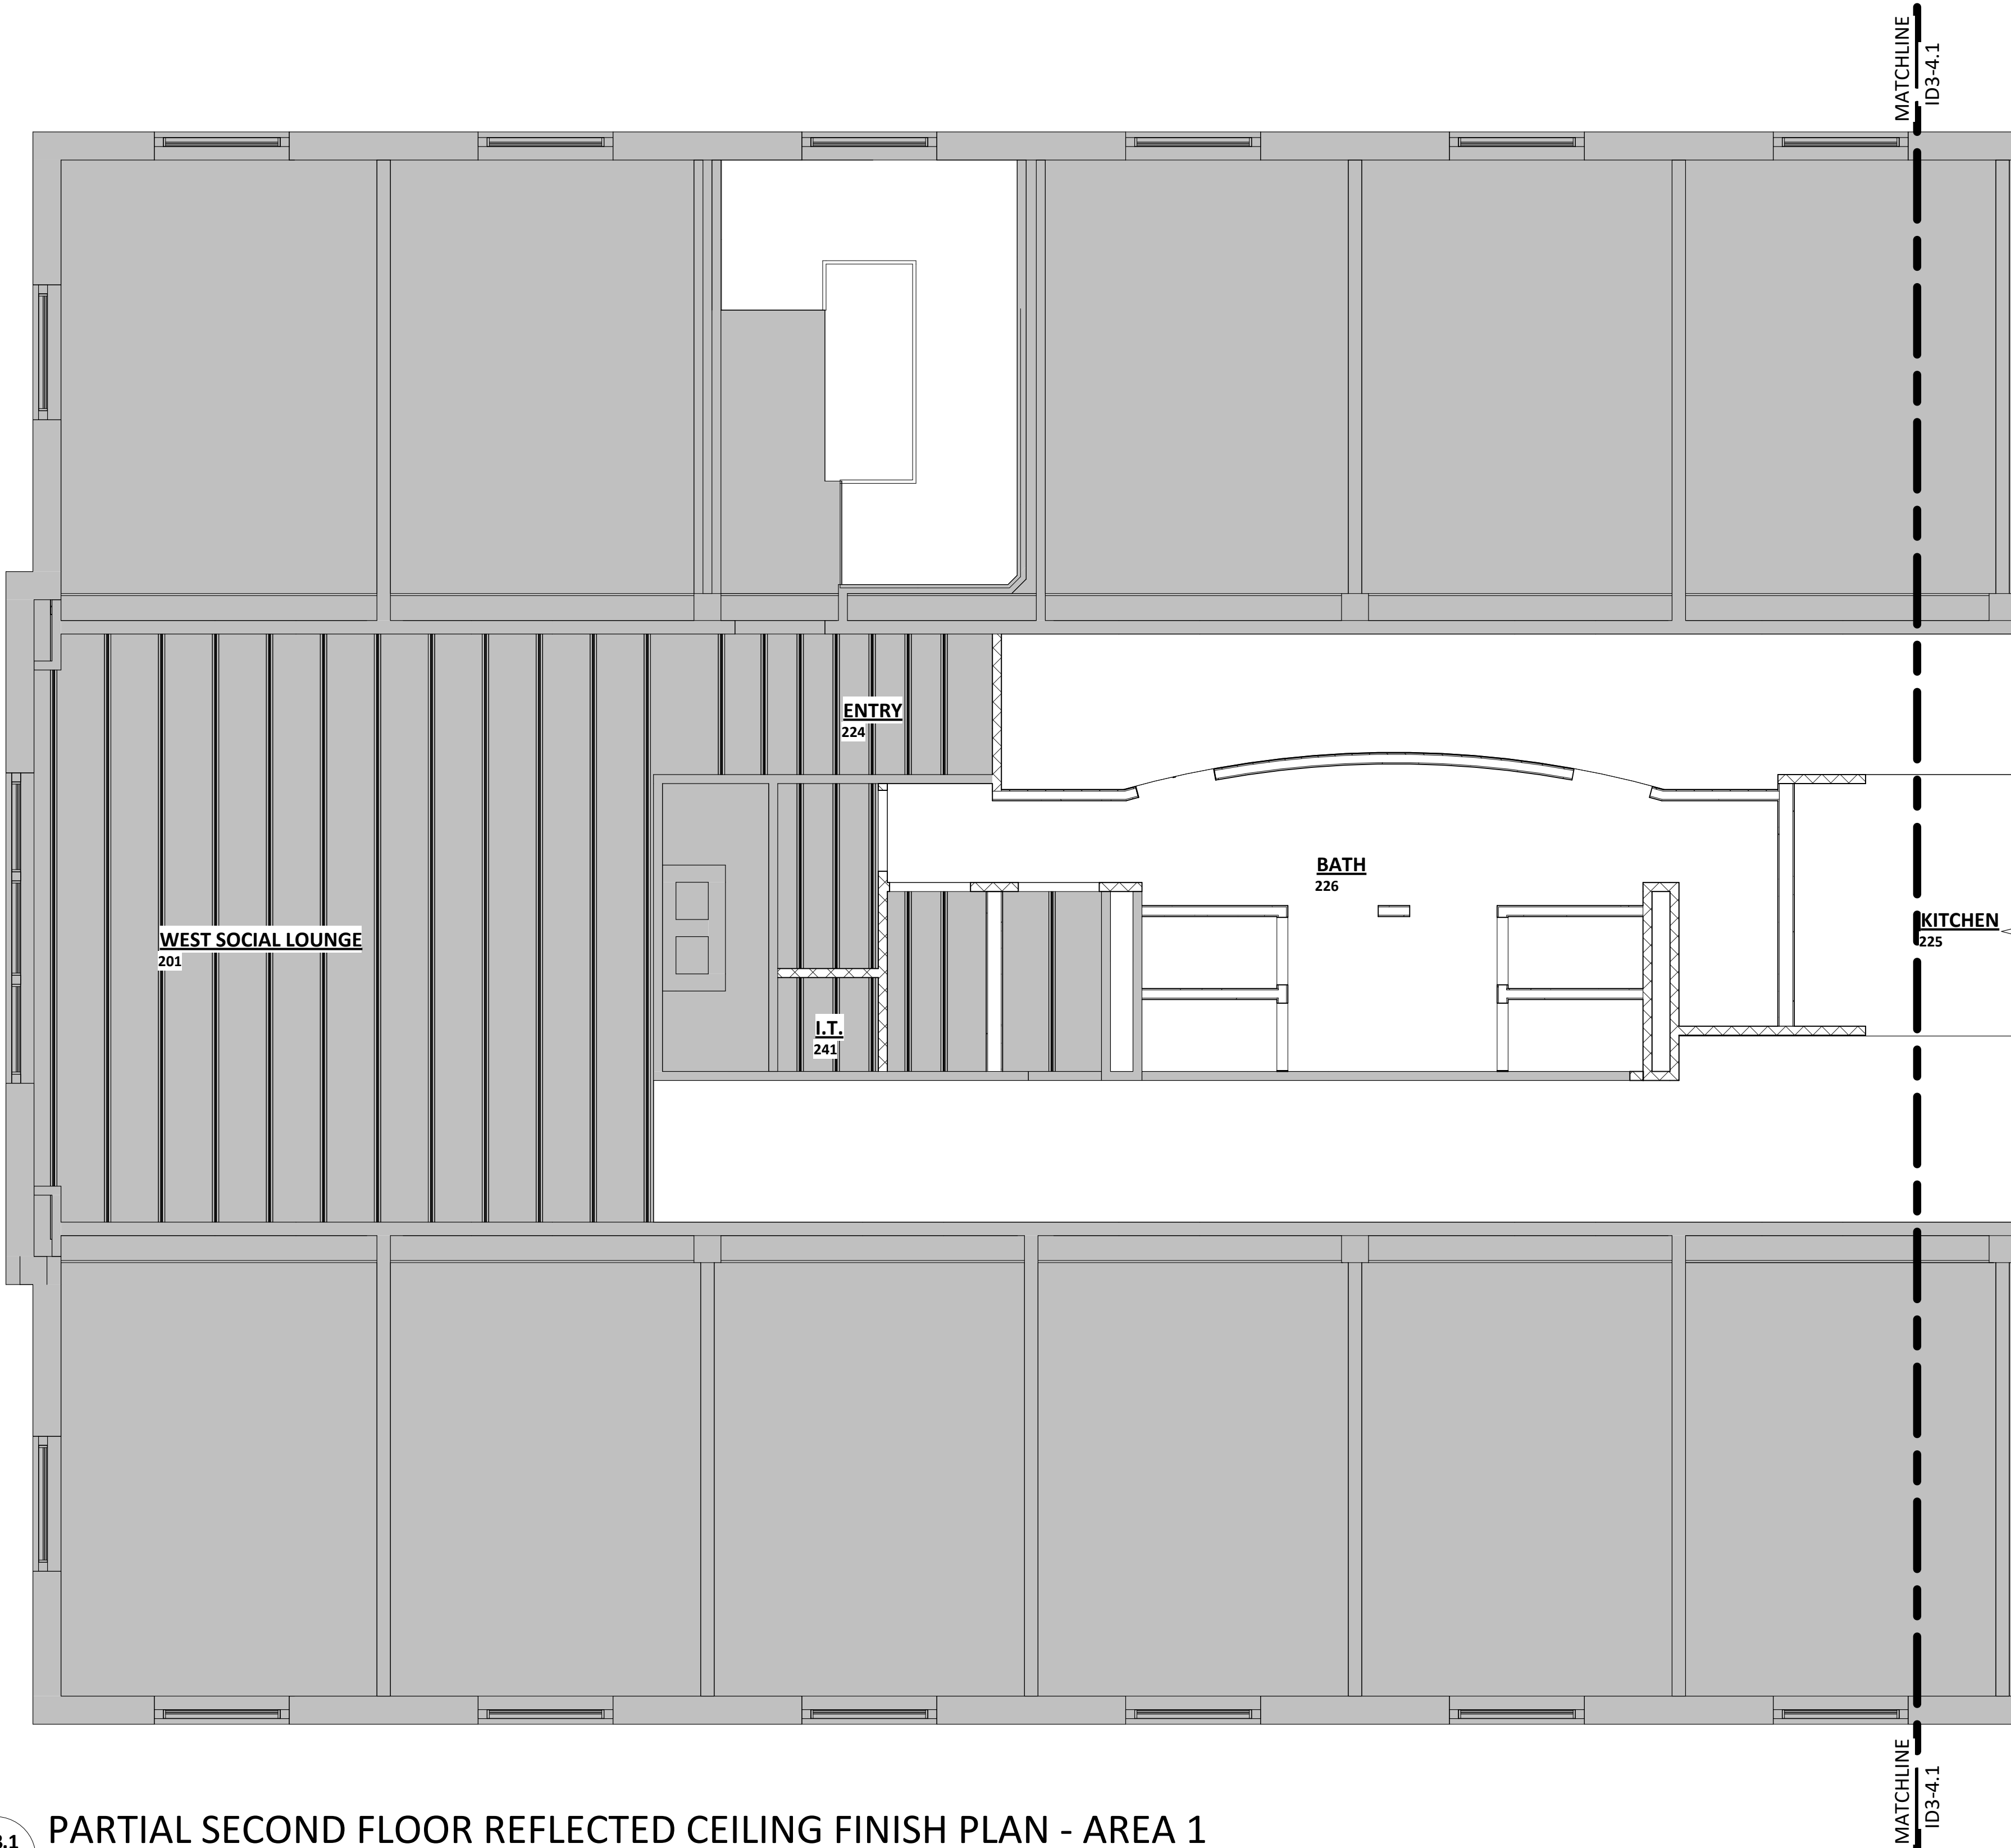 MATCHLINE
ID3-4.1
ENTRY
224
BATH
226
WEST SOCIAL LOUNGE
201
KITCHEN
225
I.T.
241
MATCHLINE
ID3-4.1
PARTIAL SECOND FLOOR REFLECTED CEILING FINISH PLAN - AREA 1